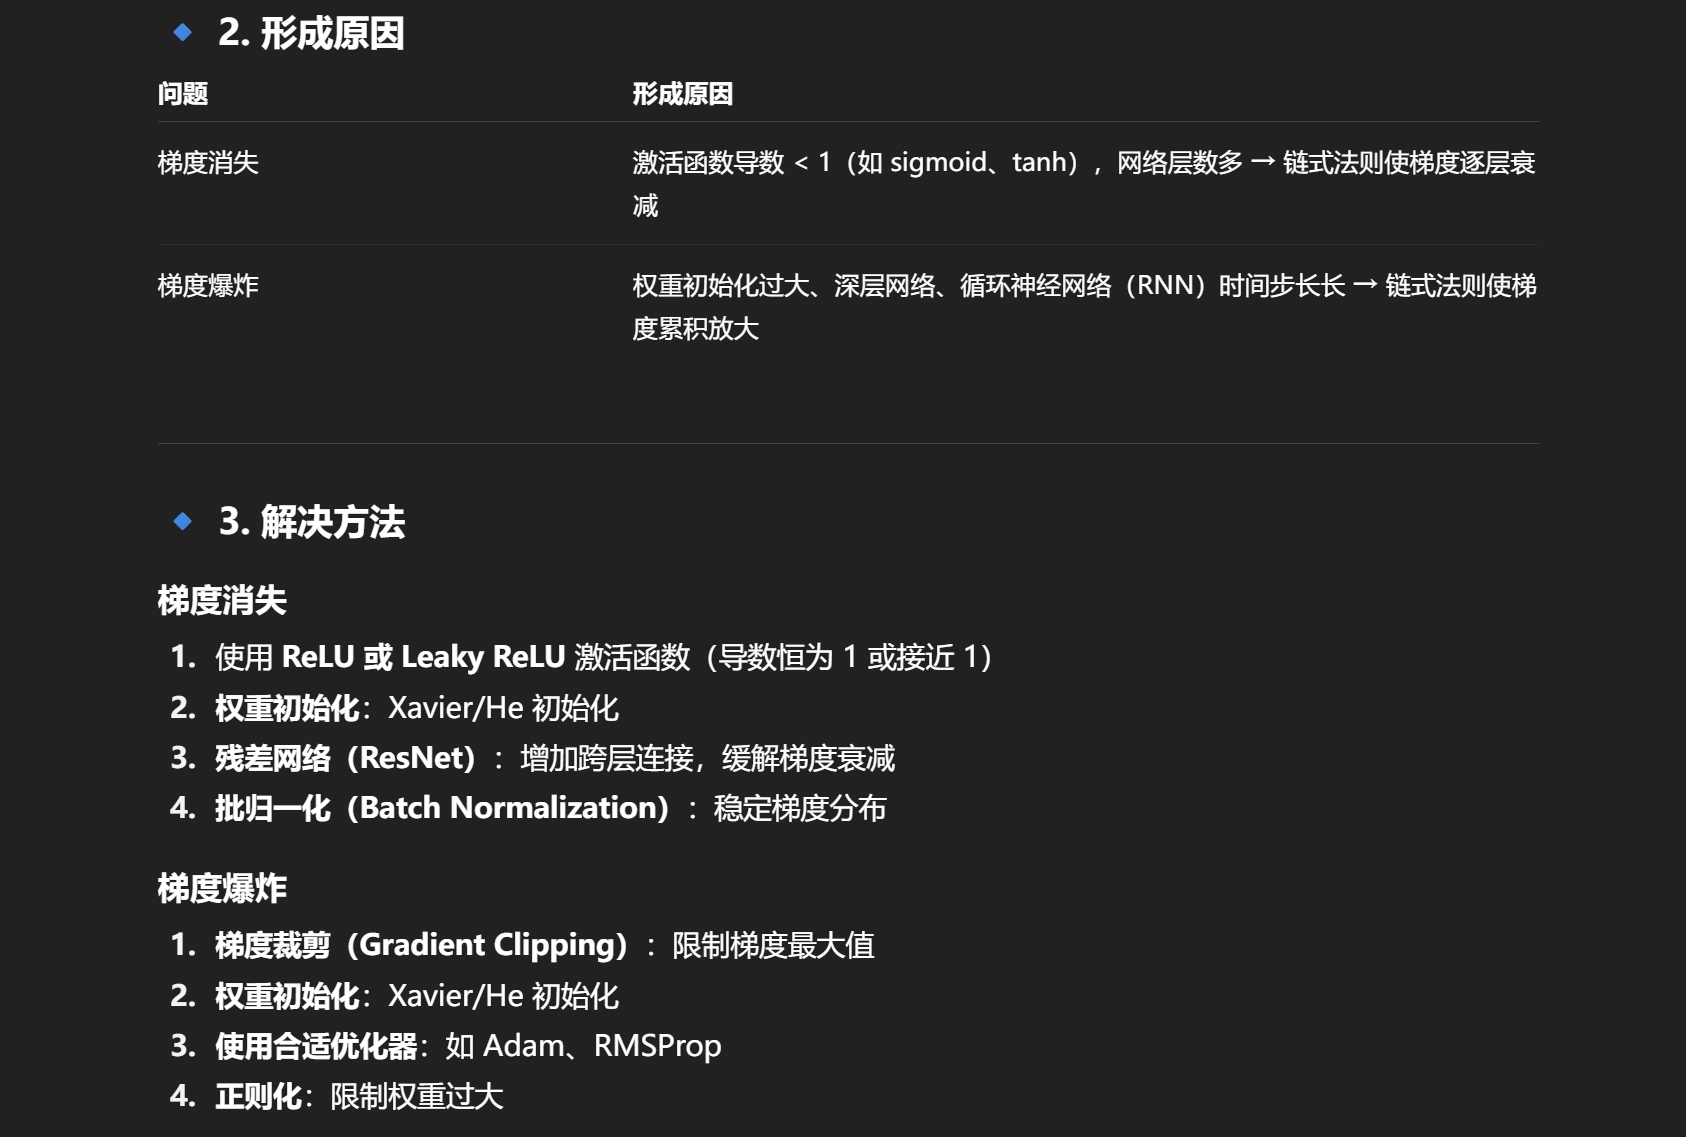 2. 形成原因
问题 形成原因
梯度消失 激活函数导数 < 1（如 sigmoid、tanh），网络层数多 → 链式法则使梯度逐层衰
减
梯度爆炸 权重初始化过大、深层网络、循环神经网络（RNN）时间步长长 → 链式法则使梯
度累积放大
3. 解决方法
梯度消失
1. 使用 ReLU 或 Leaky ReLU 激活函数（导数恒为 1 或接近 1）
2. 权重初始化：Xavier/He 初始化
3. 残差网络（ResNet）：增加跨层连接，缓解梯度衰减
4. 批归一化（Batch Normalization）：稳定梯度分布
梯度爆炸
1. 梯度裁剪（Gradient Clipping）：限制梯度最大值
2. 权重初始化：Xavier/He 初始化
3. 使用合适优化器：如 Adam、RMSProp
4. 正则化：限制权重过大